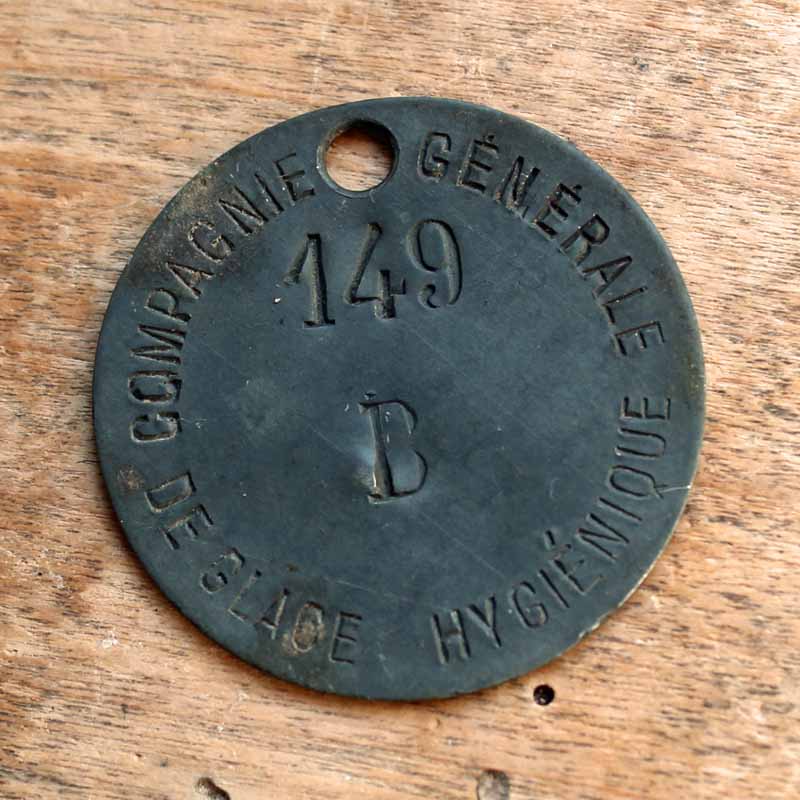 COMPAGNIE GÉNÉRALE
DE GLACE HYGIÉNIQUE
149
B